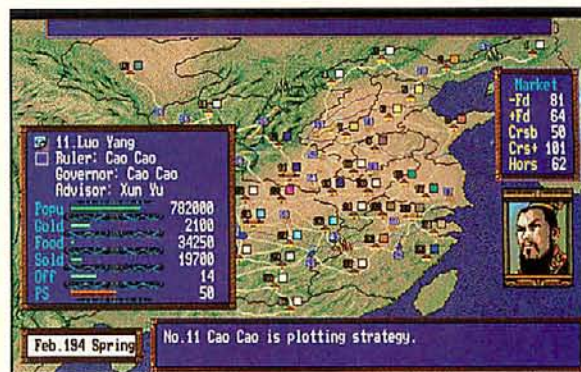 Market
-Fd 81
+Fd 64
Crsb 50
Crs+ 101
Hors 62
11.Luo Yang
Ruler: Cao Cao
Governor: Cao Cao
Advisor: Xun Yu
Popu 782000
Gold 2100
Food 34250
Sold 19700
Off 14
PS 50
Feb.194 Spring
No.11 Cao Cao is plotting strategy.